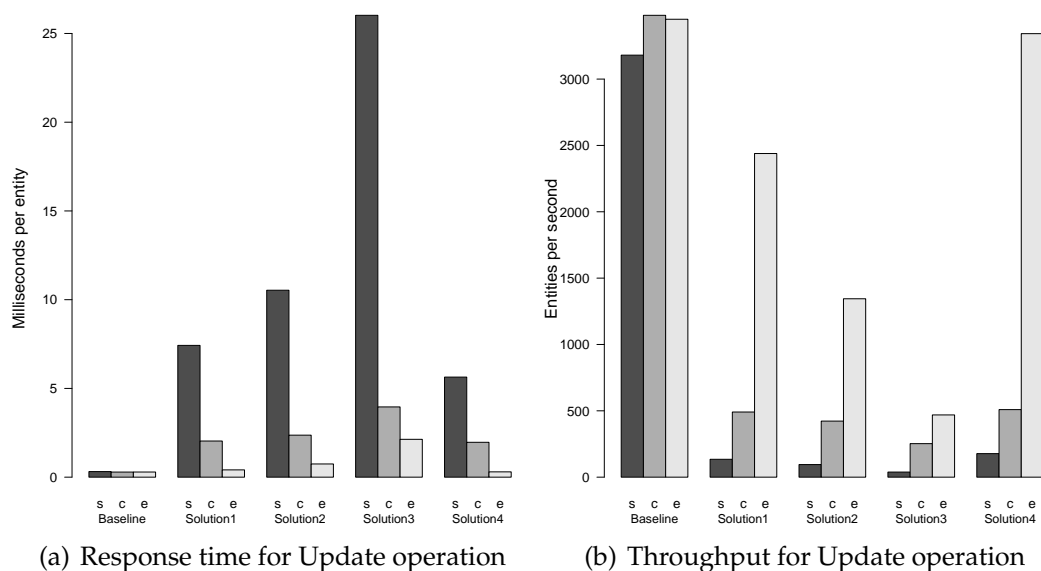 Milliseconds per entity
25
20
15
10
5
0
s c e s c e s c e s c e s c e
Baseline Solution1 Solution2 Solution3 Solution4
(a) Response time for Update operation
Entities per second
3000
2500
2000
1500
1000
500
0
s c e s c e s c e s c e s c e
Baseline Solution1 Solution2 Solution3 Solution4
(b) Throughput for Update operation